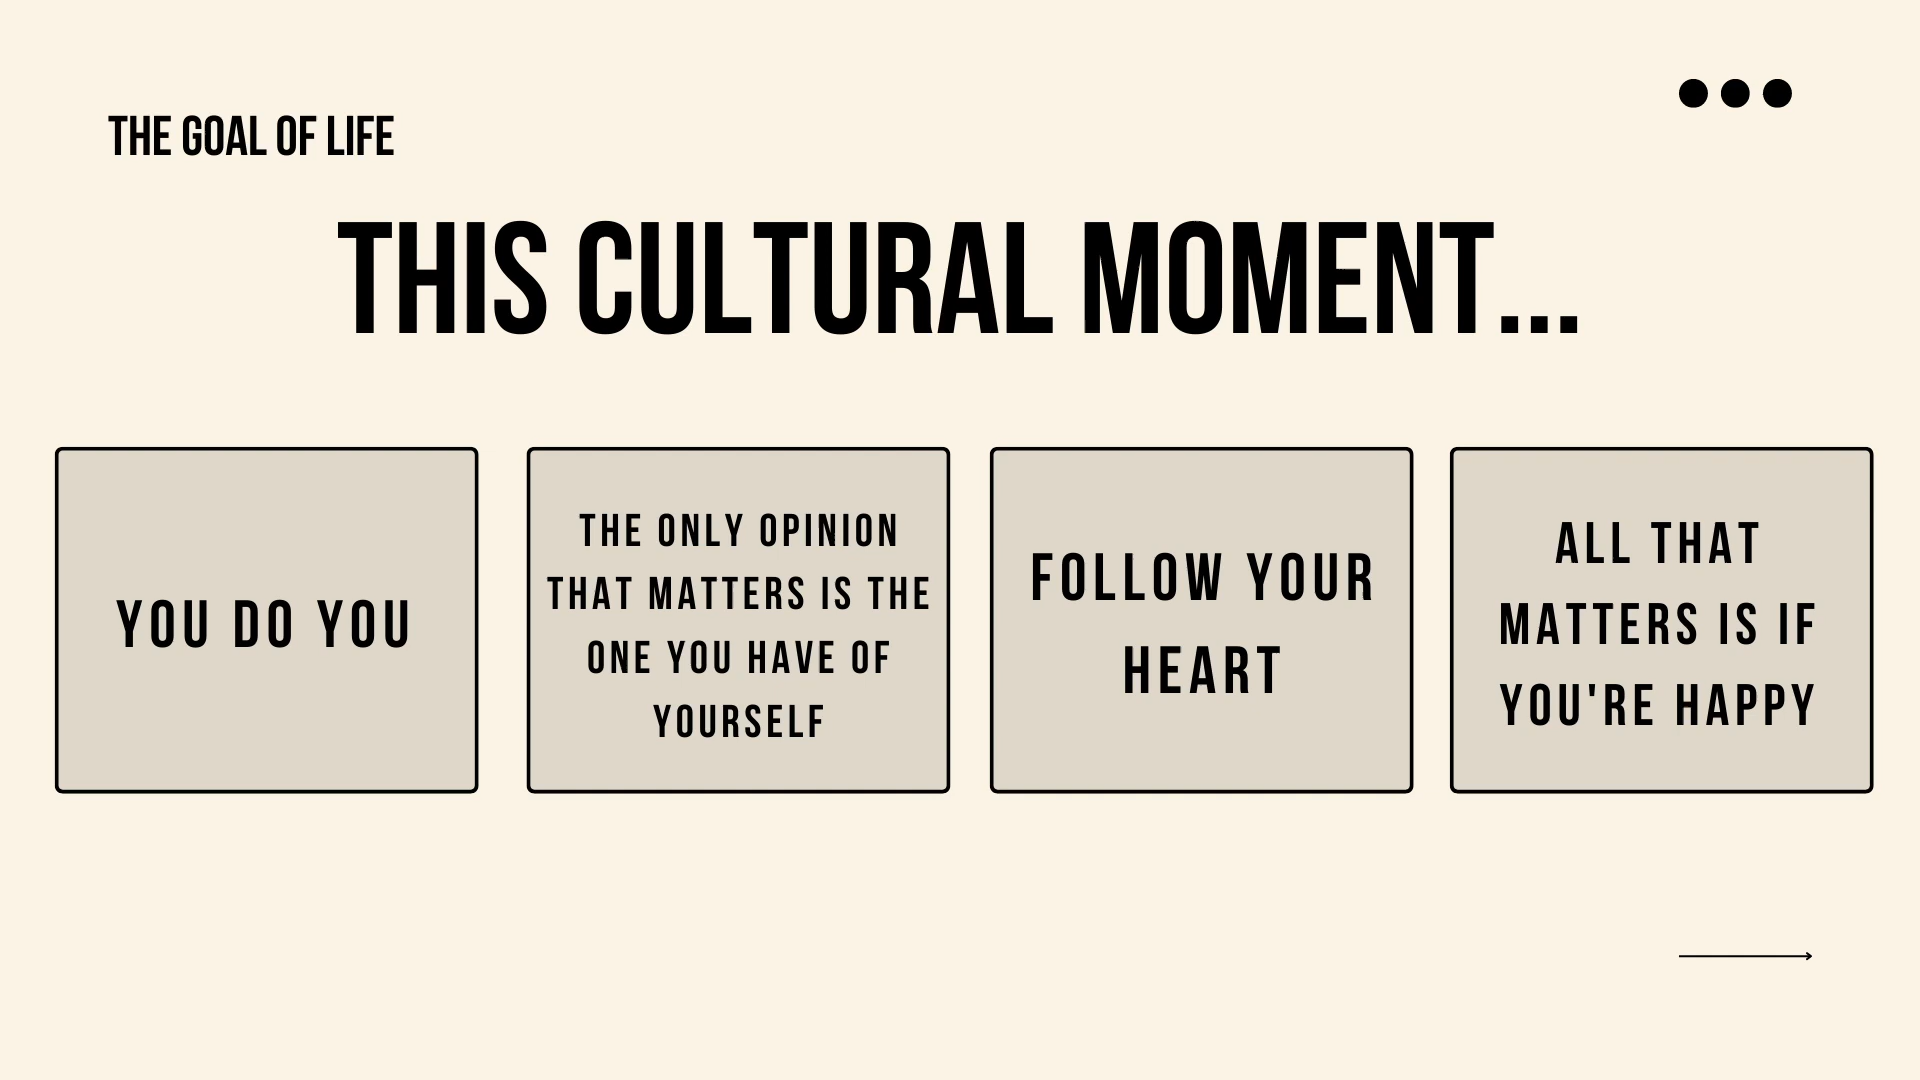 THE GOAL OF LIFE
THIS CULTURAL MOMENT...
YOU DO YOU
THE ONLY OPINION
THAT MATTERS IS THE
ONE YOU HAVE OF
YOURSELF
FOLLOW YOUR
HEART
ALL THAT
MATTERS IS IF
YOU'RE HAPPY